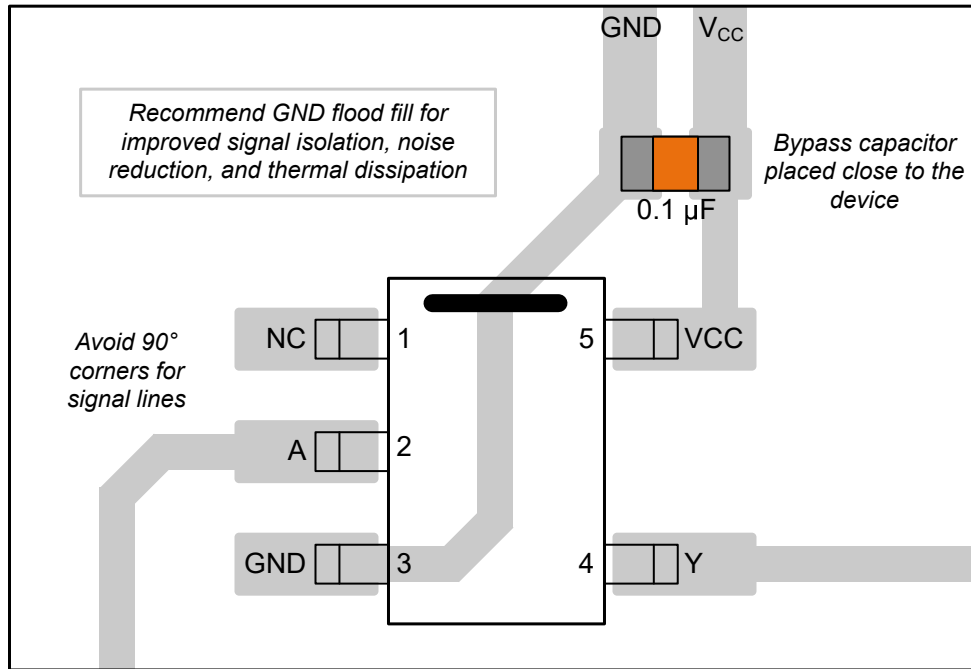 GND
V_CC
Recommend GND flood fill for
improved signal isolation, noise
reduction, and thermal dissipation
Bypass capacitor
placed close to the
device
0.1 µF
Avoid 90°
corners for
signal lines
NC
1
5
VCC
A
2
GND
3
4
Y